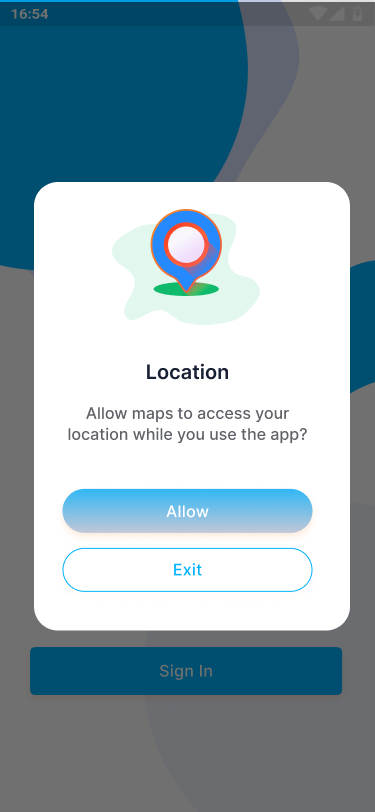 16:54
Location
Allow maps to access your
location while you use the app?
Allow
Exit
Sign In